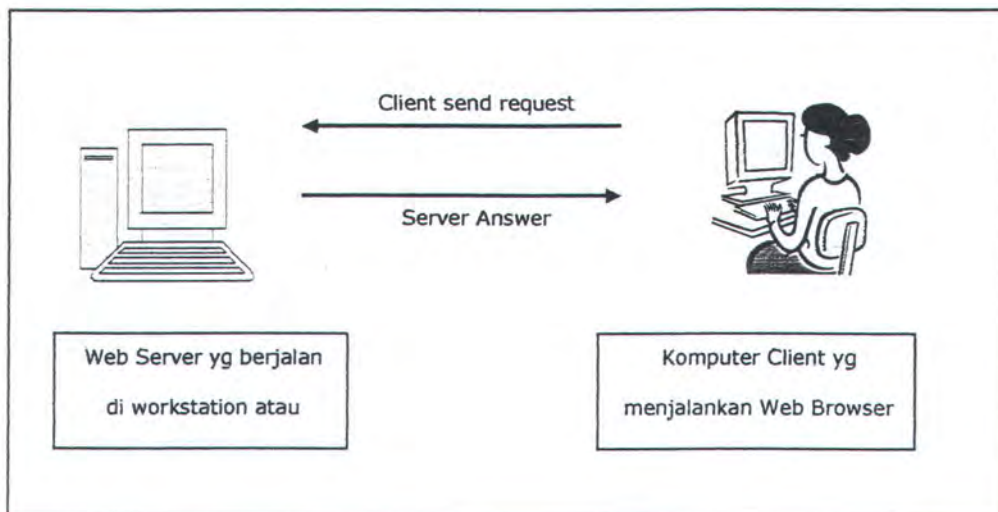 Client send request
Server Answer
Web Server yg berjalan
di workstation atau
Komputer Client yg
menjalankan Web Browser